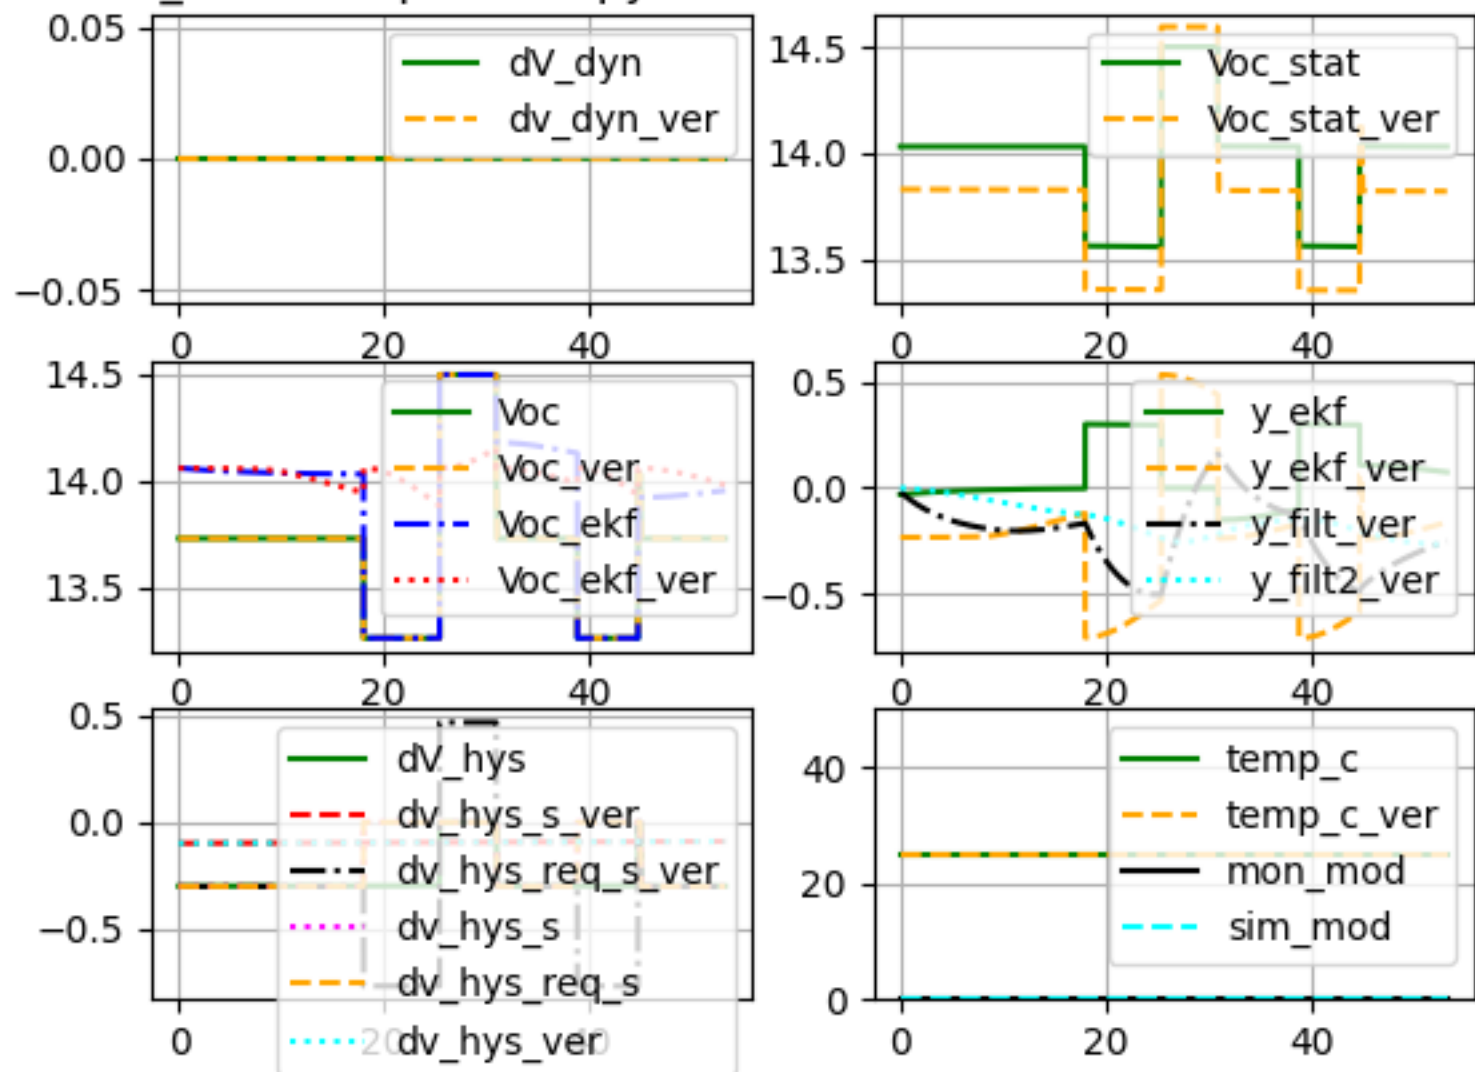 0.05
0.00
−0.05
dV_dyn
dv_dyn_ver
0
20
40
14.5
14.0
13.5
Voc_stat
Voc_stat_ver
0
20
40
14.5
14.0
13.5
Voc
Voc_ver
Voc_ekf
Voc_ekf_ver
0
20
40
0.5
0.0
−0.5
y_ekf
y_ekf_ver
y_filt_ver
y_filt2_ver
0
20
40
0.5
0.0
−0.5
dV_hys
dv_hys_s_ver
dv_hys_req_s_ver
dv_hys_s
dv_hys_req_s
dv_hys_ver
0
20
40
40
20
0
temp_c
temp_c_ver
mon_mod
sim_mod
0
20
40